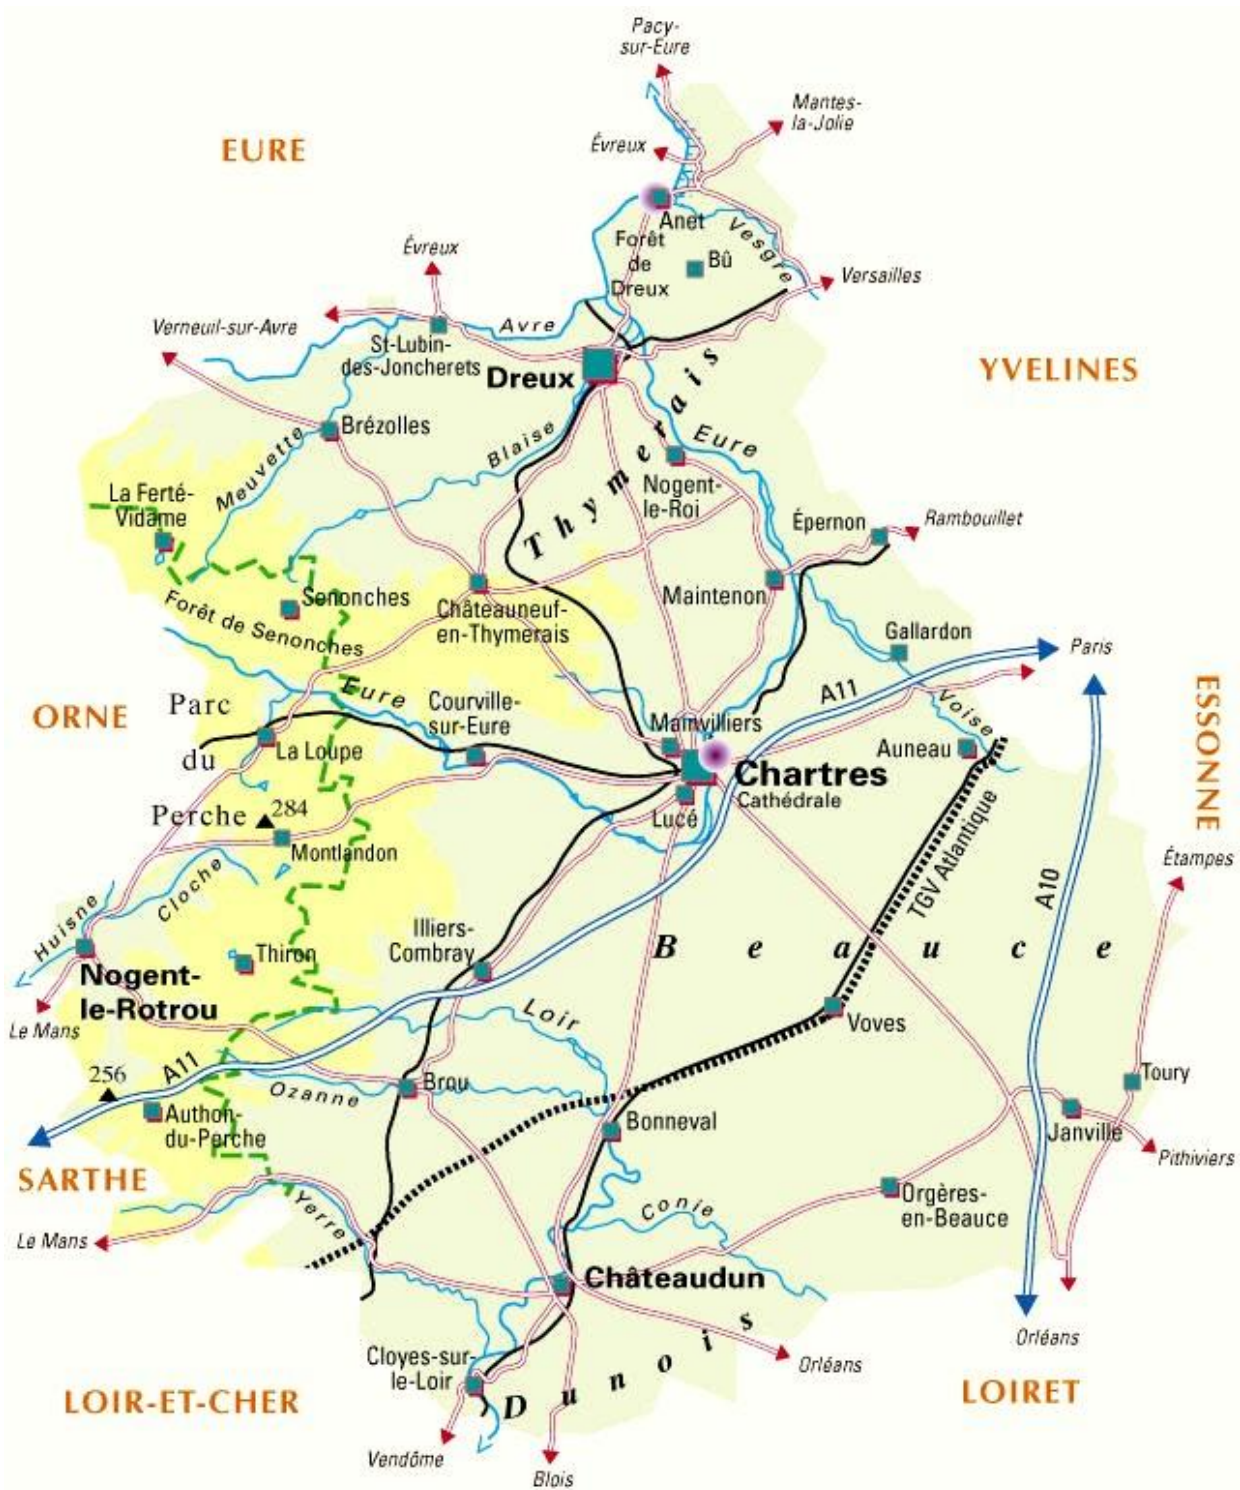 Pacy-
sur-Eure
Mantes-
la-Jolie
EURE
Évreux
Anet
Vesgre
Forêt
de
Dreux
Bû
Évreux
Versailles
Verneuil-sur-Avre
Avre
St-Lubin-
des-Joncherets
Dreux
YVELINES
Thymerais
Brézolles
Meuvette
Blaise
Eure
La Ferté-
Vidame
Nogent-
le-Roi
Épernon
Rambouillet
Senonches
Forêt de Senonches
Châteauneuf-
en-Thymerais
Maintenon
Gallardon
Paris
A11
ESSONNE
ORNE
Parc
du
Perche
Eure
Courville-
sur-Eure
Mainvilliers
Voise
La Loupe
Auneau
Chartres
Cathédrale
284
Lucé
Montlandon
TGV Atlantique
Étampes
A10
Cloche
Huisne
Illiers-
Combray
Beauce
Thiron
Nogent-
le-Rotrou
Le Mans
Loir
Voves
A11
256
Ozanne
Brou
Toury
Authon-
du-Perche
Bonneval
Janville
Pithiviers
SARTHE
Yerre
Conie
Orgères-
en-Beauce
Le Mans
Châteaudun
Orléans
Cloyes-sur-
le-Loir
Dunois
Orléans
LOIR-ET-CHER
LOIRET
Vendôme
Blois